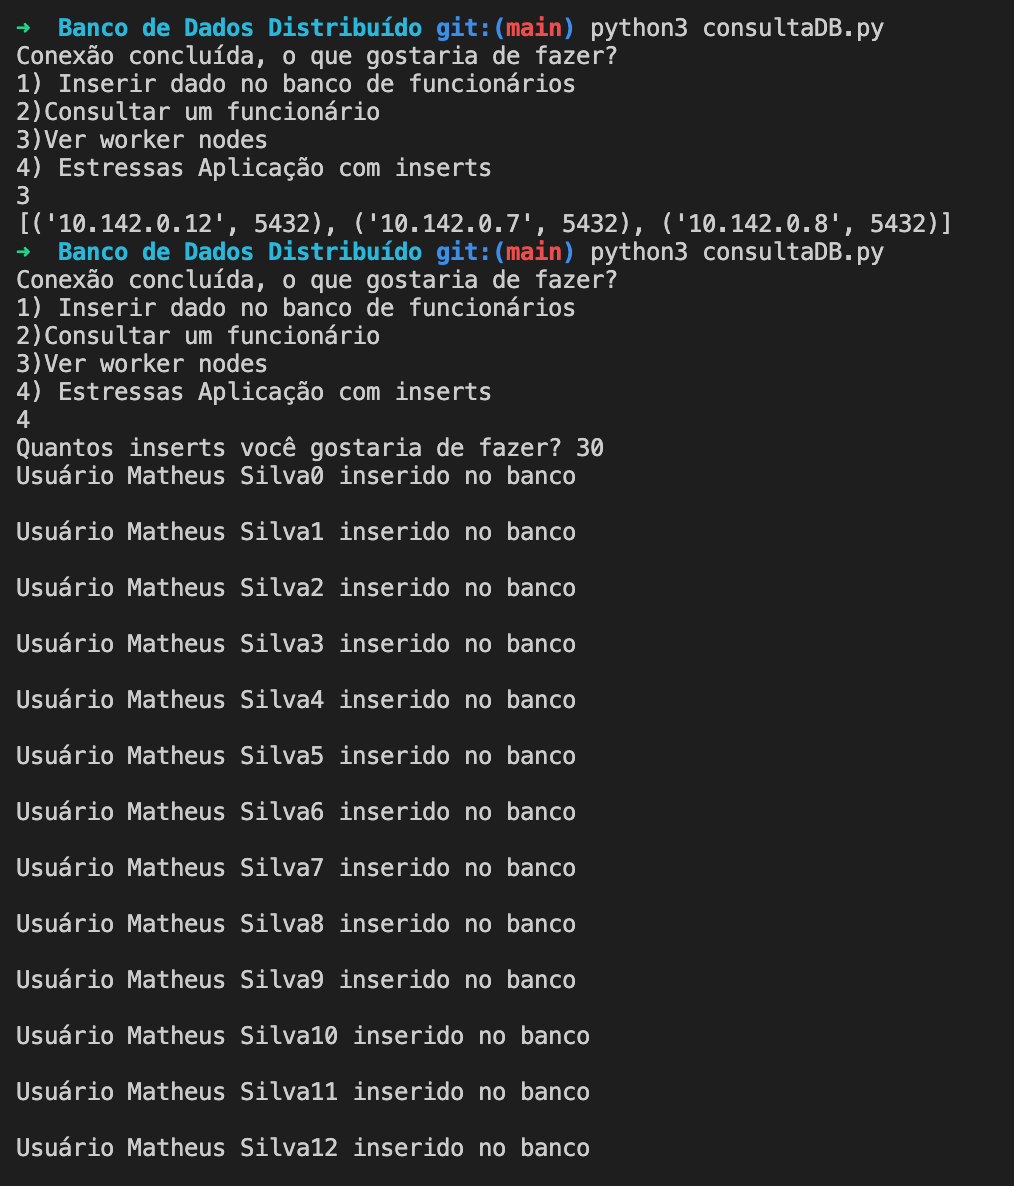 ➜  Banco de Dados Distribuído git:(main) python3 consultaDB.py
Conexão concluída, o que gostaria de fazer?
1) Inserir dado no banco de funcionários
2)Consultar um funcionário
3)Ver worker nodes
4) Estressas Aplicação com inserts
3
[('10.142.0.12', 5432), ('10.142.0.7', 5432), ('10.142.0.8', 5432)]
➜  Banco de Dados Distribuído git:(main) python3 consultaDB.py
Conexão concluída, o que gostaria de fazer?
1) Inserir dado no banco de funcionários
2)Consultar um funcionário
3)Ver worker nodes
4) Estressas Aplicação com inserts
4
Quantos inserts você gostaria de fazer? 30
Usuário Matheus Silva0 inserido no banco
Usuário Matheus Silva1 inserido no banco
Usuário Matheus Silva2 inserido no banco
Usuário Matheus Silva3 inserido no banco
Usuário Matheus Silva4 inserido no banco
Usuário Matheus Silva5 inserido no banco
Usuário Matheus Silva6 inserido no banco
Usuário Matheus Silva7 inserido no banco
Usuário Matheus Silva8 inserido no banco
Usuário Matheus Silva9 inserido no banco
Usuário Matheus Silva10 inserido no banco
Usuário Matheus Silva11 inserido no banco
Usuário Matheus Silva12 inserido no banco